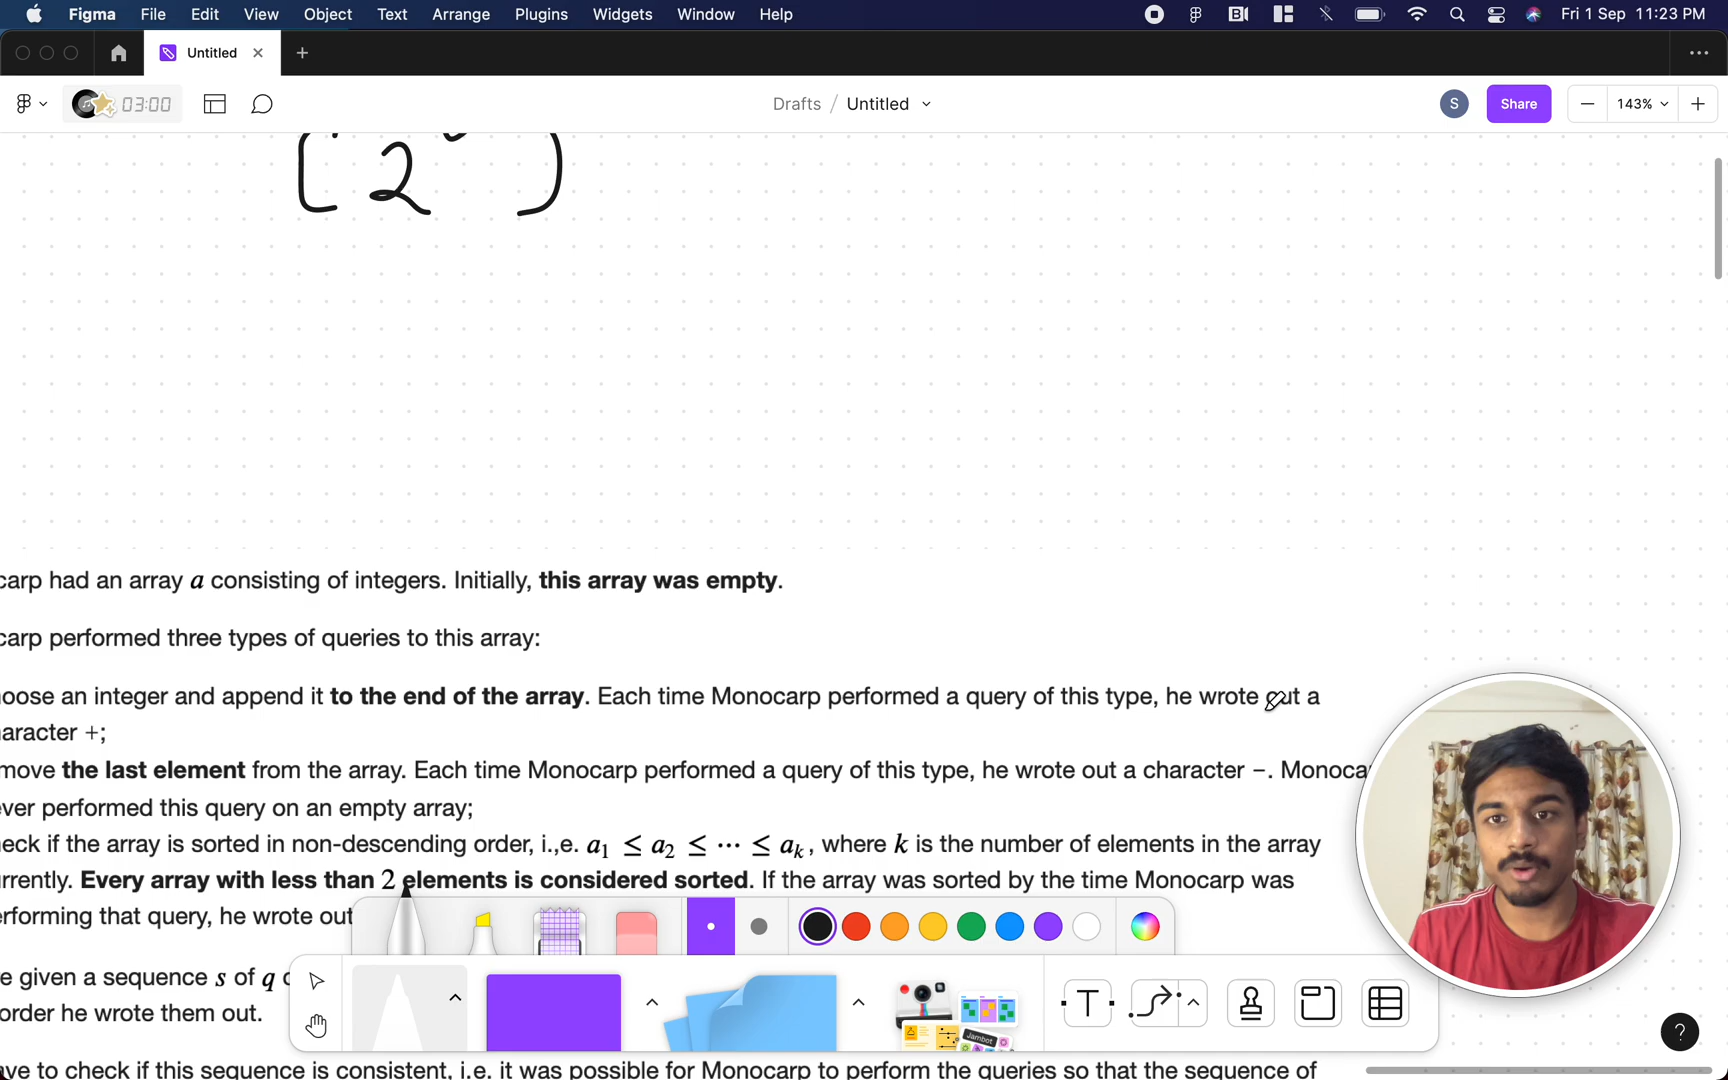 Figma File Edit View Object Text Arrange Plugins Widgets Window Help Fri 1 Sep 11:23 PM
Untitled
03:00 Drafts / Untitled S Share 143%
2
carp had an array a consisting of integers. Initially, this array was empty.
carp performed three types of queries to this array:
oose an integer and append it to the end of the array. Each time Monocarp performed a query of this type, he wrote out a
aracter +;
move the last element from the array. Each time Monocarp performed a query of this type, he wrote out a character −. Monoca
ver performed this query on an empty array;
eck if the array is sorted in non-descending order, i.,e. a1 ≤ a2 ≤ ⋯ ≤ ak, where k is the number of elements in the array
rrently. Every array with less than 2 elements is considered sorted. If the array was sorted by the time Monocarp was
erforming that query, he wrote out
e given a sequence s of q
order he wrote them out.
T
Jambot
?
ve to check if this sequence is consistent, i.e. it was possible for Monocarp to perform the queries so that the sequence of